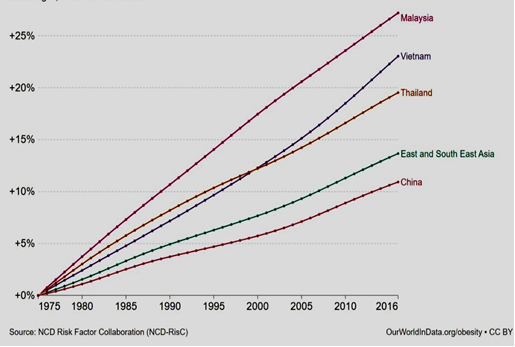 Malaysia
+25%
Vietnam
+20%
Thailand
+15%
East and South East Asia
+10%
China
+5%
+0%
1975 1980 1985 1990 1995 2000 2005 2010 2016
Source: NCD Risk Factor Collaboration (NCD-RisC) OurWorldInData.org/obesity • CC BY